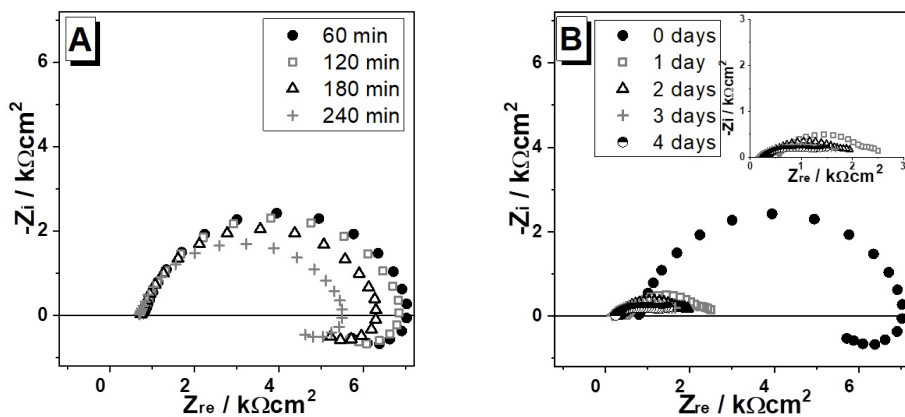 A
60 min
120 min
180 min
240 min
6
4
2
0
0 2 4 6
-Zi / kΩcm²
Zre / kΩcm²
B
0 days
1 day
2 days
3 days
4 days
6
4
2
0
0 2 4 6
-Zi / kΩcm²
Zre / kΩcm²
3
2
1
0
0 1 2 3
-Zi / kΩcm²
Zre / kΩcm²